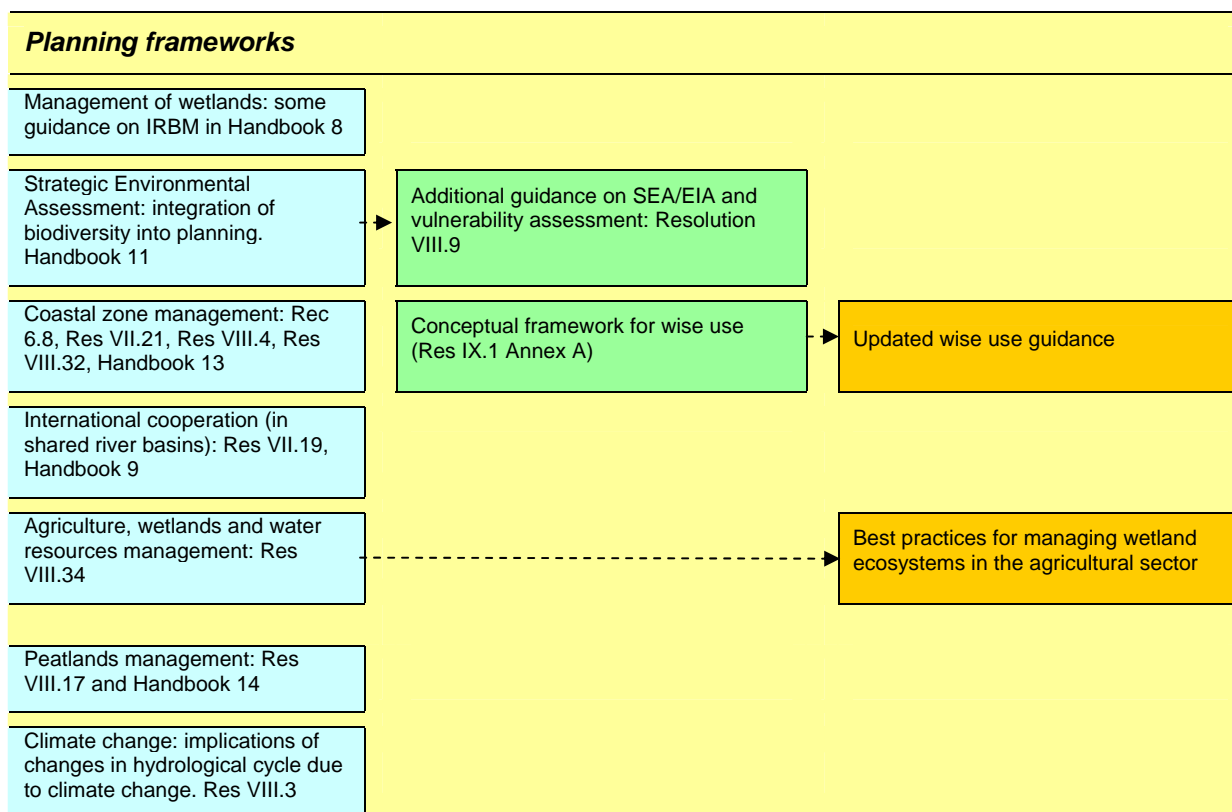 Planning frameworks
Management of wetlands: some
guidance on IRBM in Handbook 8
Strategic Environmental
Assessment: integration of
biodiversity into planning.
Handbook 11
Additional guidance on SEA/EIA and
vulnerability assessment: Resolution
VIII.9
Coastal zone management: Rec
6.8, Res VII.21, Res VIII.4, Res
VIII.32, Handbook 13
Conceptual framework for wise use
(Res IX.1 Annex A)
Updated wise use guidance
International cooperation (in
shared river basins): Res VII.19,
Handbook 9
Agriculture, wetlands and water
resources management: Res
VIII.34
Best practices for managing wetland
ecosystems in the agricultural sector
Peatlands management: Res
VIII.17 and Handbook 14
Climate change: implications of
changes in hydrological cycle due
to climate change. Res VIII.3